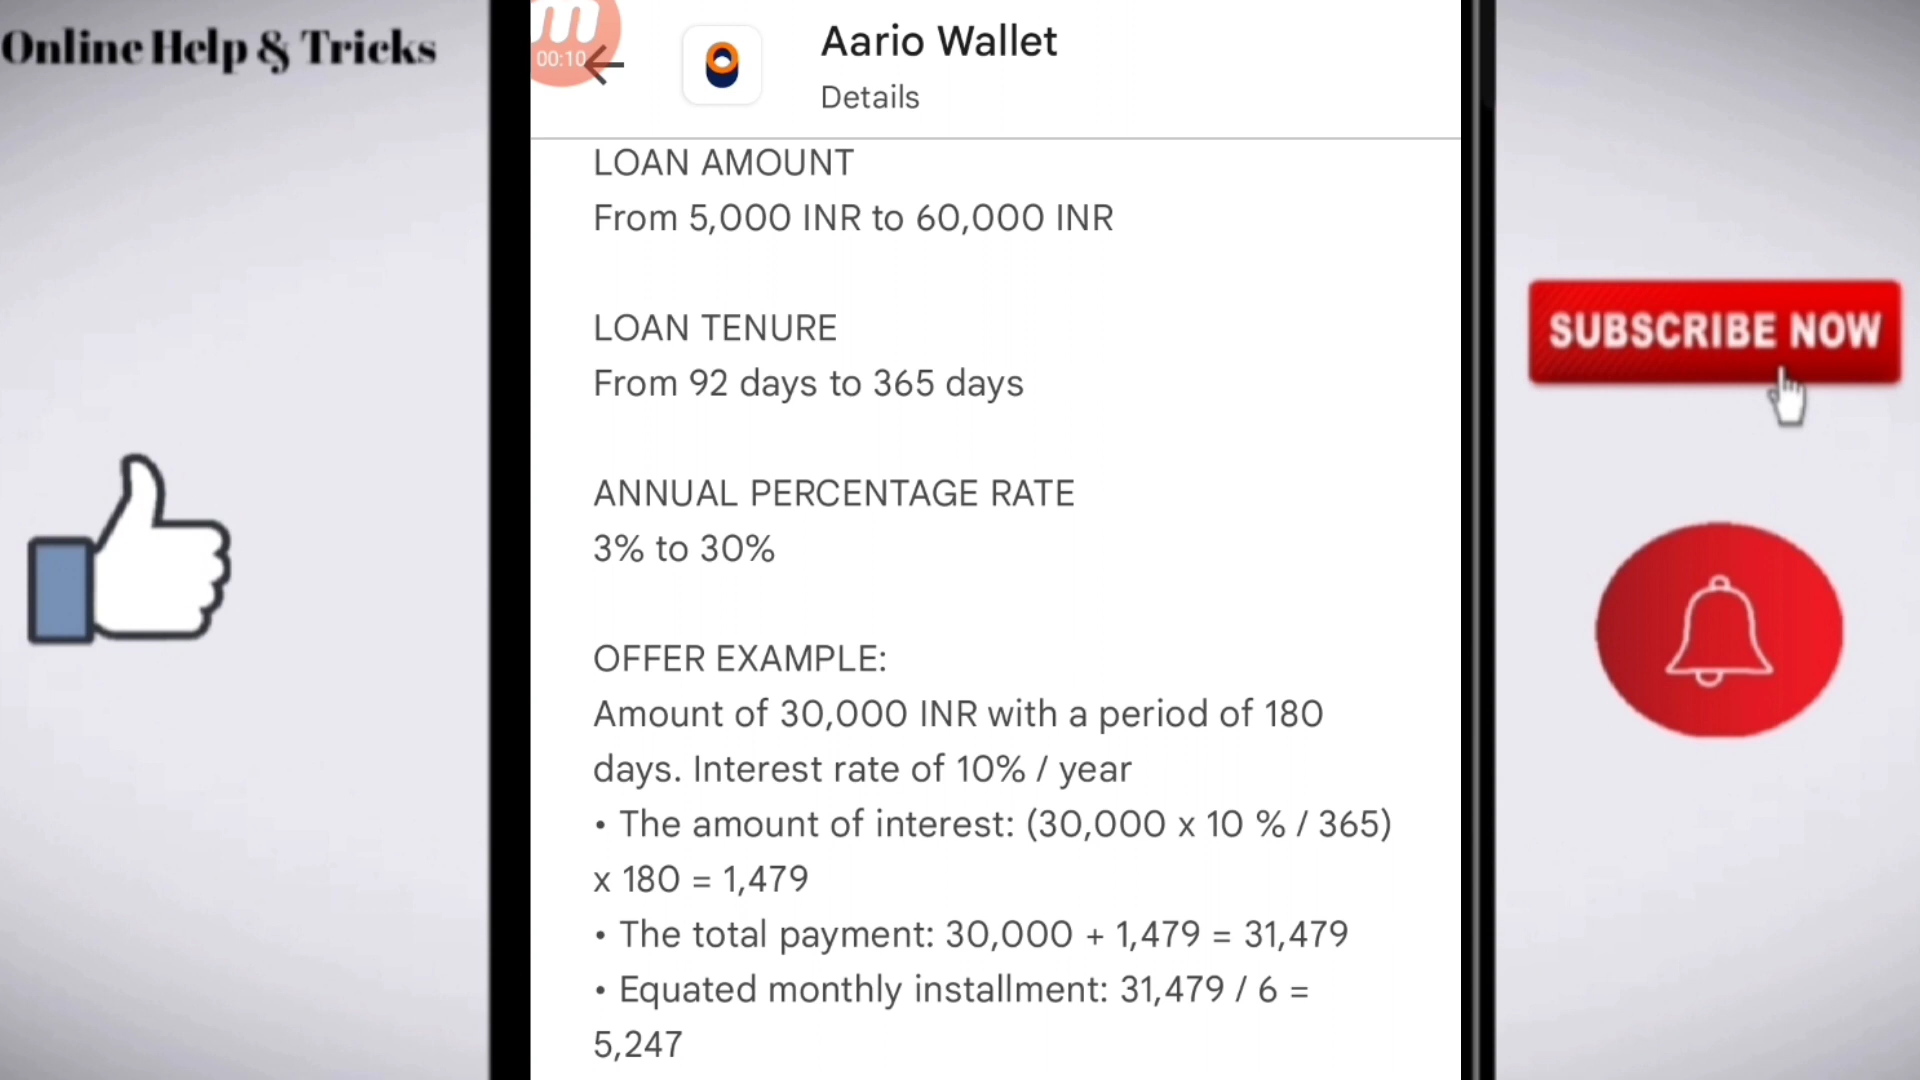 Online Help & Tricks
00:10
Aario Wallet
Details
LOAN AMOUNT
From 5,000 INR to 60,000 INR
LOAN TENURE
From 92 days to 365 days
ANNUAL PERCENTAGE RATE
3% to 30%
OFFER EXAMPLE:
Amount of 30,000 INR with a period of 180
days. Interest rate of 10% / year
• The amount of interest: (30,000 x 10 % / 365)
x 180 = 1,479
• The total payment: 30,000 + 1,479 = 31,479
• Equated monthly installment: 31,479 / 6 =
5,247
SUBSCRIBE NOW